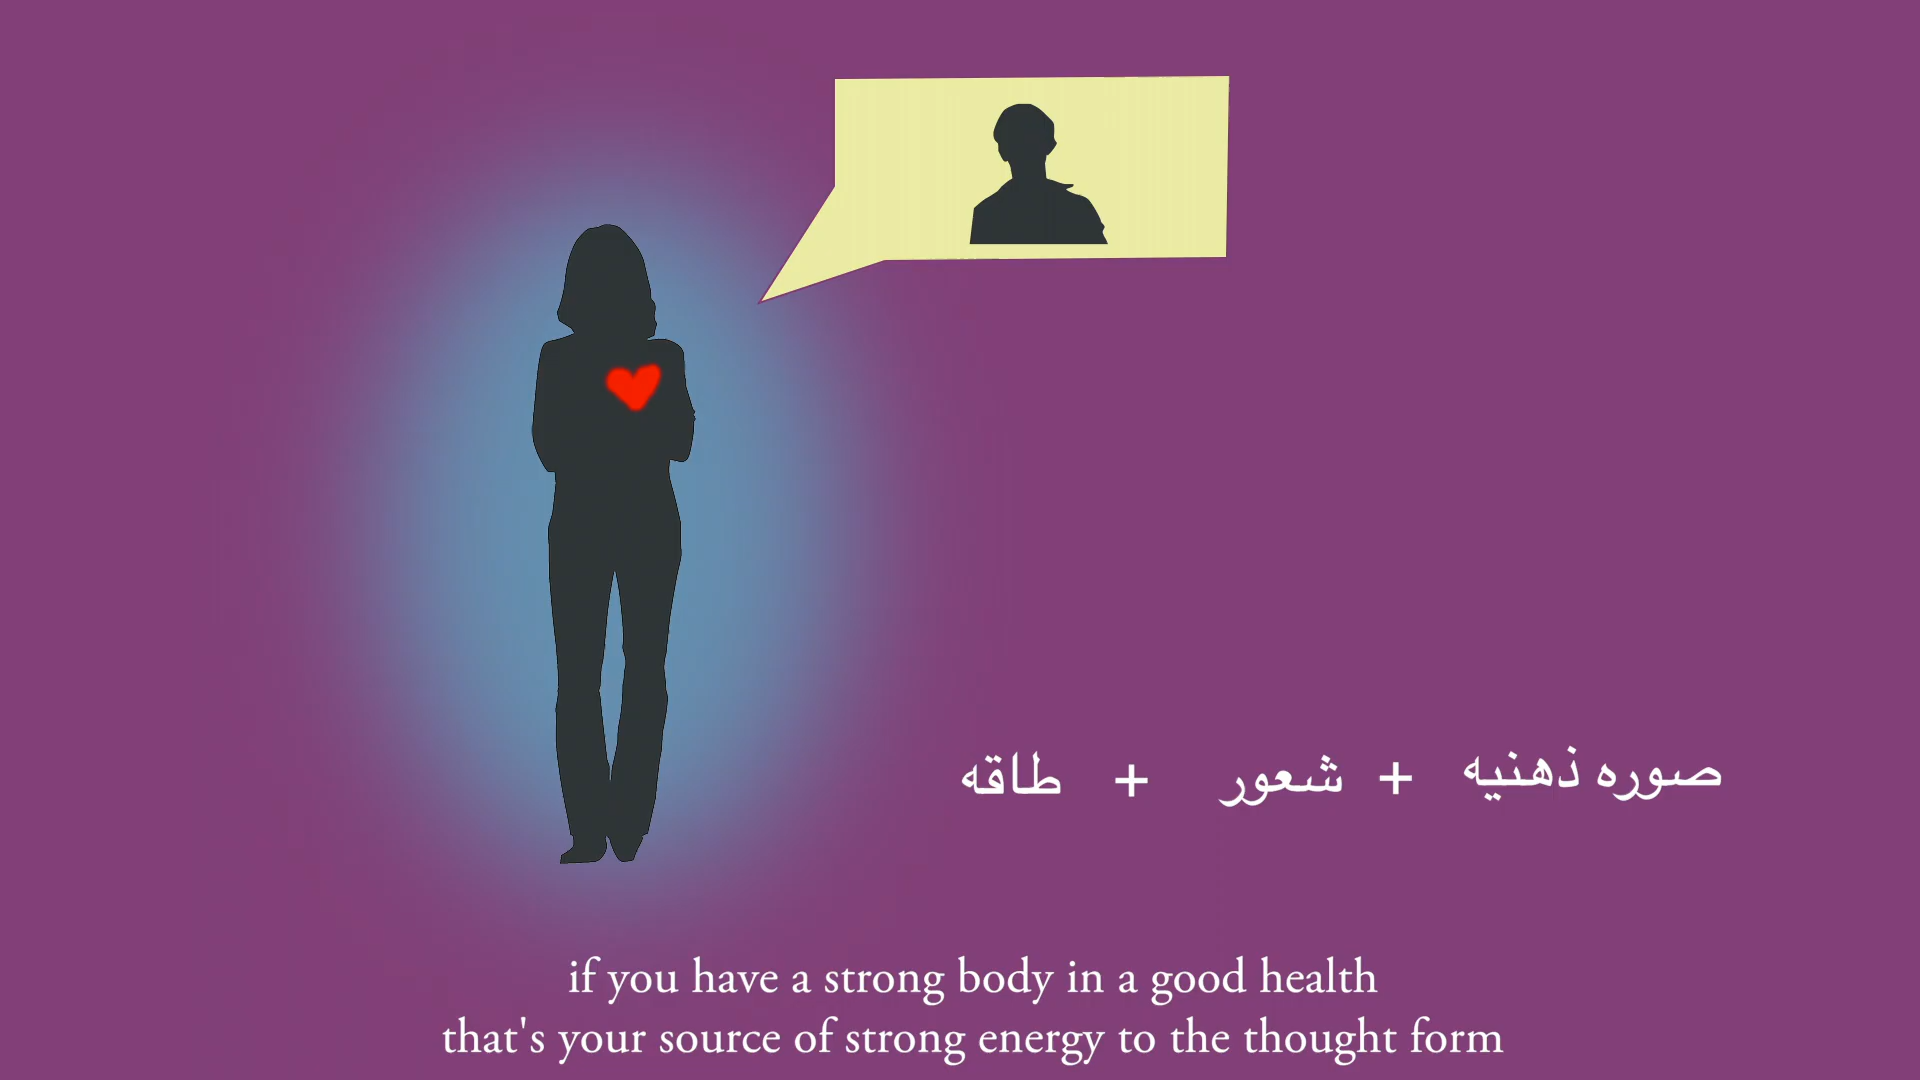 صوره ذهنيه + شعور + طاقه
if you have a strong body in a good health
that's your source of strong energy to the thought form